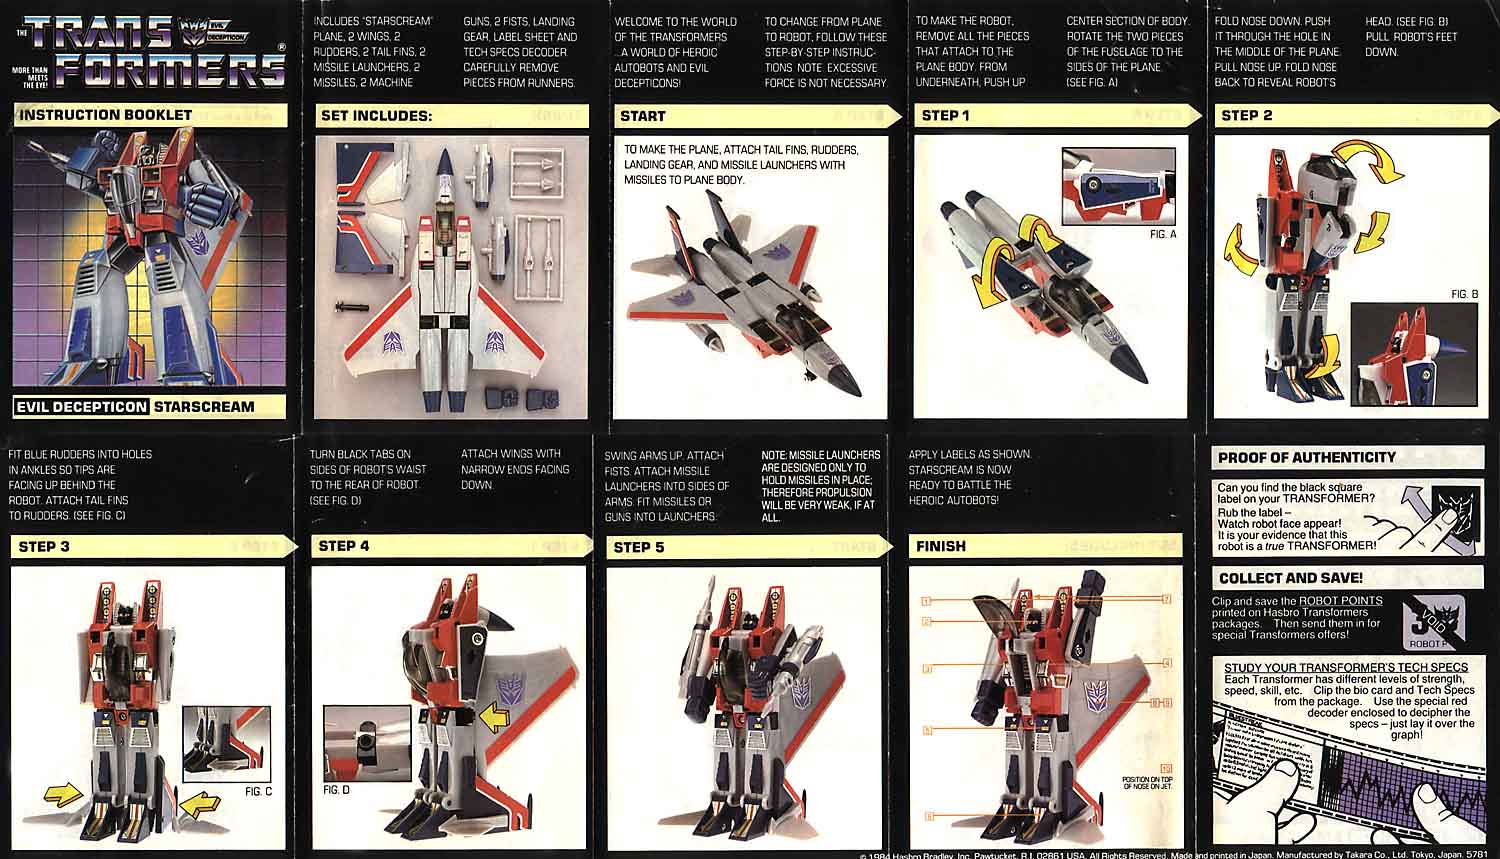 THE TRANSFORMERS
EVIL DECEPTICON
®
MORE THAN
MEETS
THE EYE!
INSTRUCTION BOOKLET
EVIL DECEPTICON STARSCREAM
INCLUDES "STARSCREAM"
PLANE, 2 WINGS, 2
RUDDERS, 2 TAIL FINS, 2
MISSILE LAUNCHERS, 2
MISSILES, 2 MACHINE
GUNS, 2 FISTS, LANDING
GEAR, LABEL SHEET AND
TECH SPECS DECODER
CAREFULLY REMOVE
PIECES FROM RUNNERS.
SET INCLUDES:
WELCOME TO THE WORLD
OF THE TRANSFORMERS
...A WORLD OF HEROIC
AUTOBOTS AND EVIL
DECEPTICONS!
TO CHANGE FROM PLANE
TO ROBOT, FOLLOW THESE
STEP-BY-STEP INSTRUC-
TIONS NOTE EXCESSIVE
FORCE IS NOT NECESSARY
START
TO MAKE THE PLANE, ATTACH TAIL FINS, RUDDERS,
LANDING GEAR, AND MISSILE LAUNCHERS WITH
MISSILES TO PLANE BODY.
TO MAKE THE ROBOT,
REMOVE ALL THE PIECES
THAT ATTACH TO THE
PLANE BODY. FROM
UNDERNEATH, PUSH UP
CENTER SECTION OF BODY.
ROTATE THE TWO PIECES
OF THE FUSELAGE TO THE
SIDES OF THE PLANE.
(SEE FIG. A)
STEP 1
FIG. A
FOLD NOSE DOWN. PUSH
IT THROUGH THE HOLE IN
THE MIDDLE OF THE PLANE.
PULL NOSE UP. FOLD NOSE
BACK TO REVEAL ROBOT'S
HEAD. (SEE FIG. B)
PULL ROBOT'S FEET
DOWN.
STEP 2
FIG. B
FIT BLUE RUDDERS INTO HOLES
IN ANKLES SO TIPS ARE
FACING UP BEHIND THE
ROBOT. ATTACH TAIL FINS
TO RUDDERS. (SEE FIG. C)
STEP 3
FIG. C
TURN BLACK TABS ON
SIDES OF ROBOT'S WAIST
TO THE REAR OF ROBOT.
(SEE FIG. D)
ATTACH WINGS WITH
NARROW ENDS FACING
DOWN.
STEP 4
FIG. D
SWING ARMS UP. ATTACH
FISTS. ATTACH MISSILE
LAUNCHERS INTO SIDES OF
ARMS. FIT MISSILES OR
GUNS INTO LAUNCHERS.
NOTE: MISSILE LAUNCHERS
ARE DESIGNED ONLY TO
HOLD MISSILES IN PLACE;
THEREFORE PROPULSION
WILL BE VERY WEAK, IF AT
ALL.
STEP 5
APPLY LABELS AS SHOWN.
STARSCREAM IS NOW
READY TO BATTLE THE
HEROIC AUTOBOTS!
FINISH
1
7
2
3
4
8 9
5
10
POSITION ON TOP
OF NOSE ON JET.
6
PROOF OF AUTHENTICITY
Can you find the black square
label on your TRANSFORMER?
Rub the label –
Watch robot face appear!
It is your evidence that this
robot is a true TRANSFORMER!
COLLECT AND SAVE!
Clip and save the ROBOT POINTS
printed on Hasbro Transformers
packages. Then send them in for
special Transformers offers!
VOID
ROBOT P
STUDY YOUR TRANSFORMER'S TECH SPECS
Each Transformer has different levels of strength,
speed, skill, etc. Clip the bio card and Tech Specs
from the package. Use the special red
decoder enclosed to decipher the
specs – just lay it over the
graph!
© 1984 Hasbro Bradley, Inc. Pawtucket, R.I. 02861 USA. All Rights Reserved. Made and printed in Japan. Manufactured by Takara Co., Ltd. Tokyo, Japan. 5781